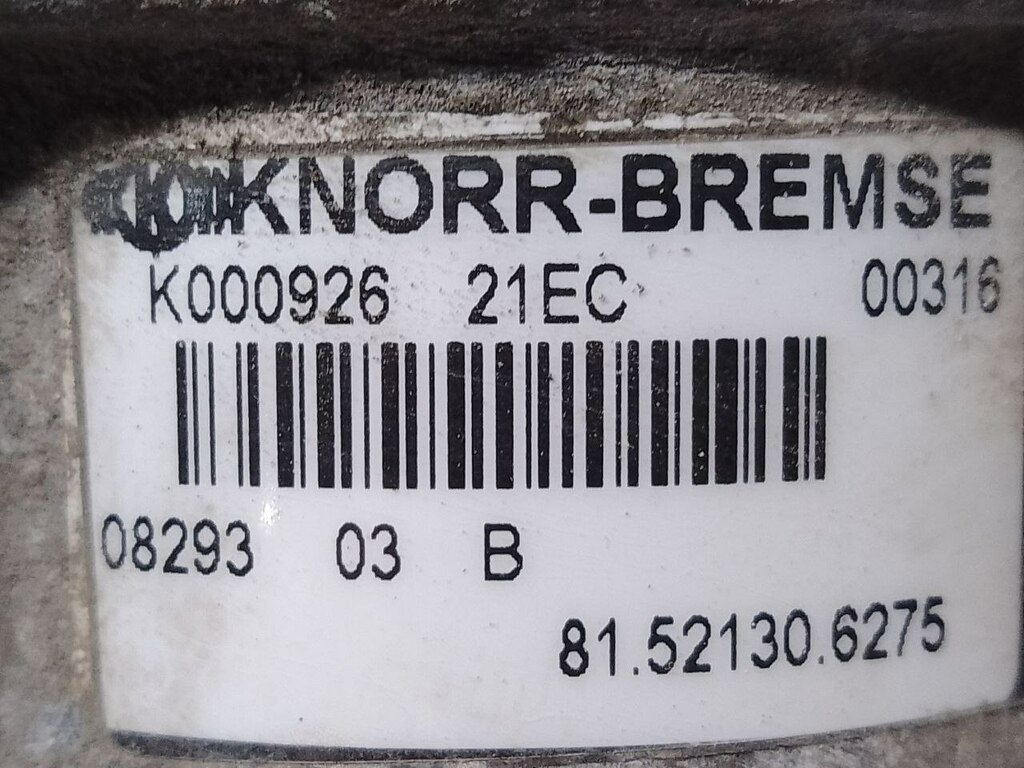 KNORR-BREMSE
K000926 21EC 00316
08293 03 B
81.52130.6275